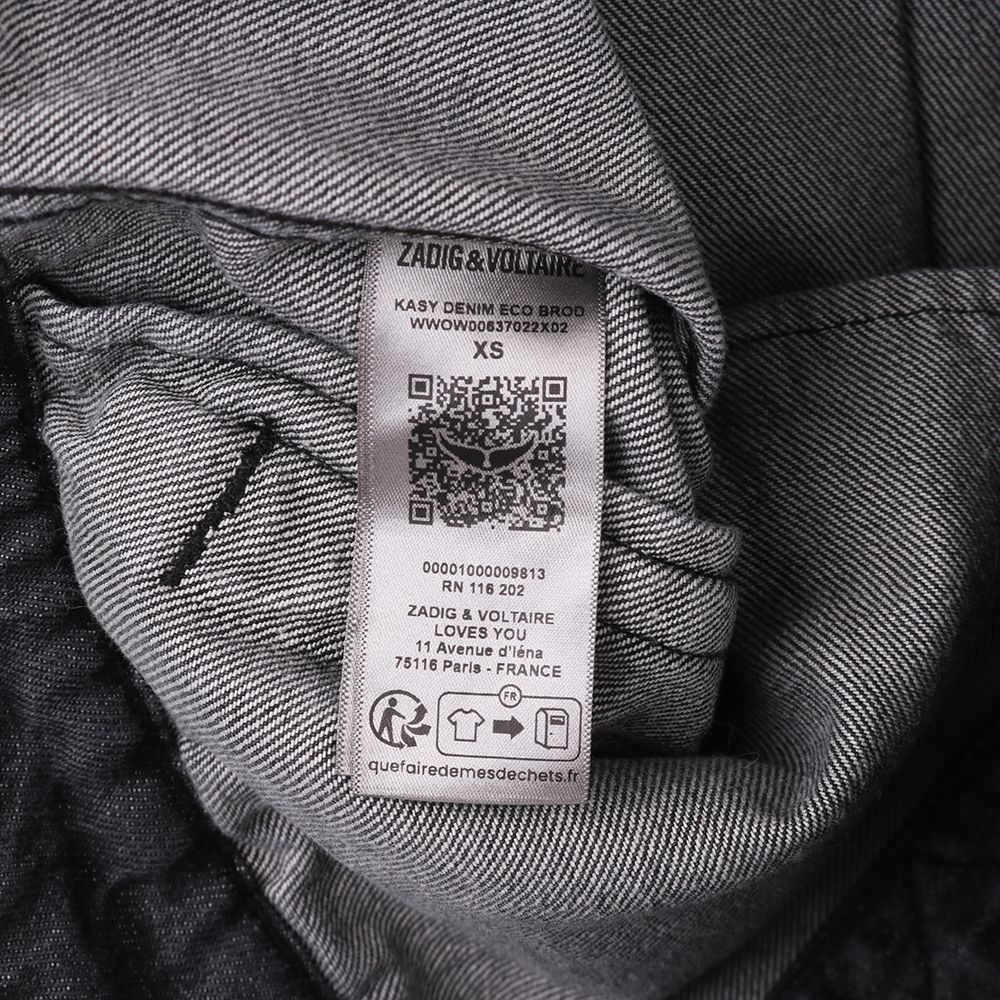 ZADIG & VOLTAIRE
KASY DENIM ECO BROD
WWOW00637022X02
XS
00001000009813
RN 116 202
ZADIG & VOLTAIRE
LOVES YOU
11 Avenue d'Iéna
75116 Paris - FRANCE
FR
quefairedemesdechets.fr